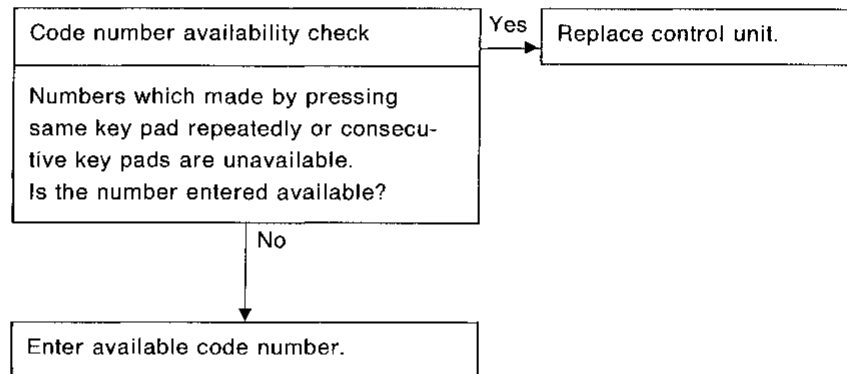 Code number availability check
Yes
Replace control unit.
Numbers which made by pressing
same key pad repeatedly or consecu-
tive key pads are unavailable.
Is the number entered available?
No
Enter available code number.